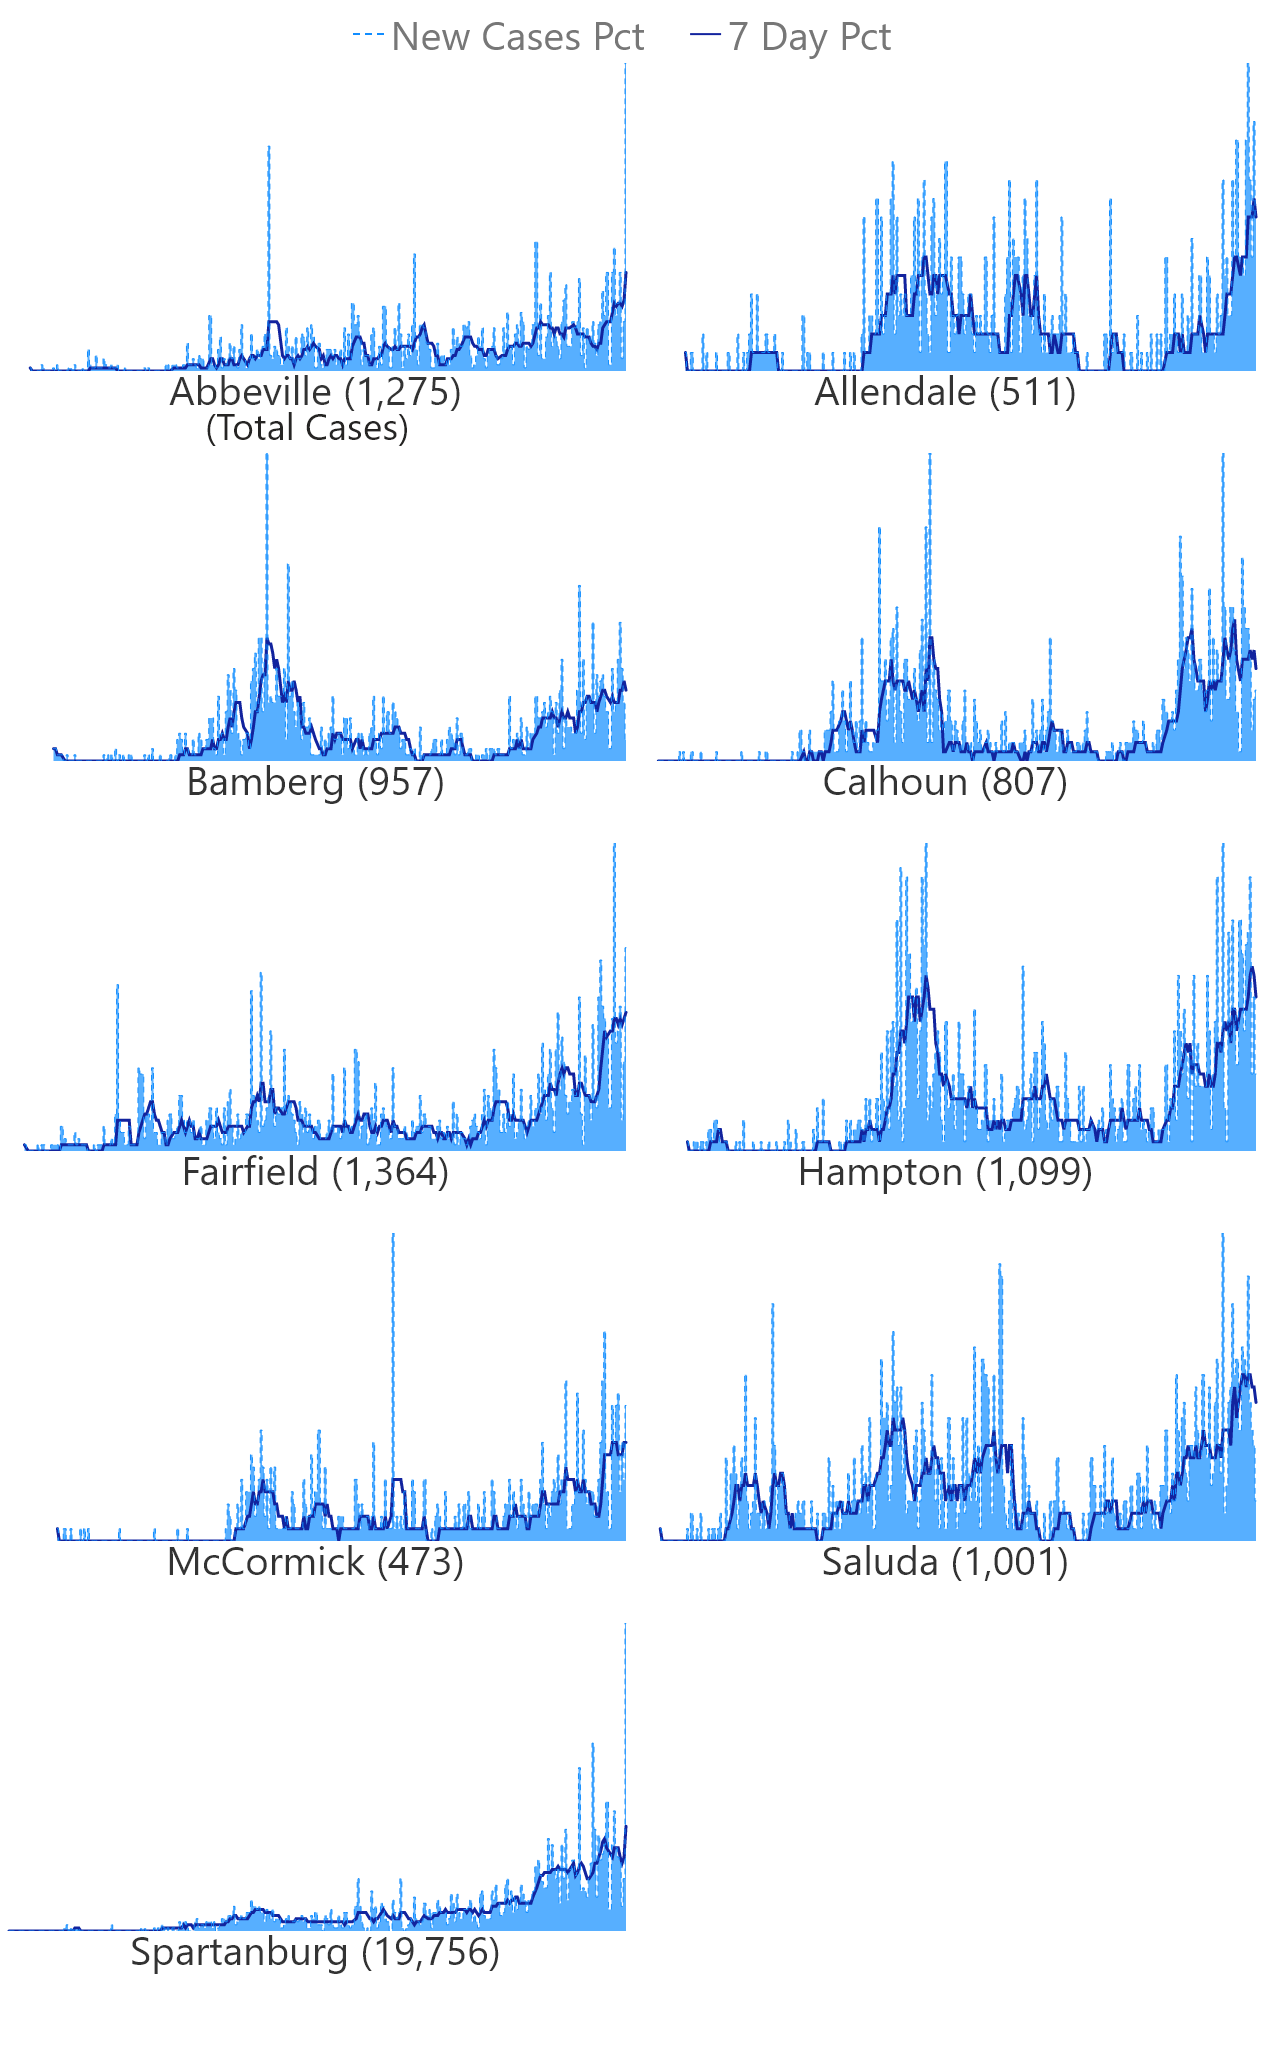 New Cases Pct 7 Day Pct
Abbeville (1,275)
(Total Cases)
Allendale (511)
Bamberg (957)
Calhoun (807)
Fairfield (1,364)
Hampton (1,099)
McCormick (473)
Saluda (1,001)
Spartanburg (19,756)